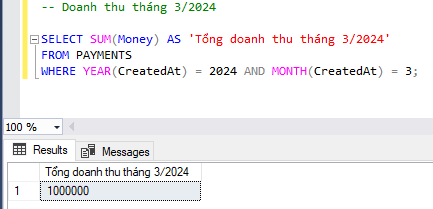 -- Doanh thu tháng 3/2024
SELECT SUM(Money) AS 'Tổng doanh thu tháng 3/2024'
FROM PAYMENTS
WHERE YEAR(CreatedAt) = 2024 AND MONTH(CreatedAt) = 3;
100 %
Results Messages
Tổng doanh thu tháng 3/2024
1 1000000